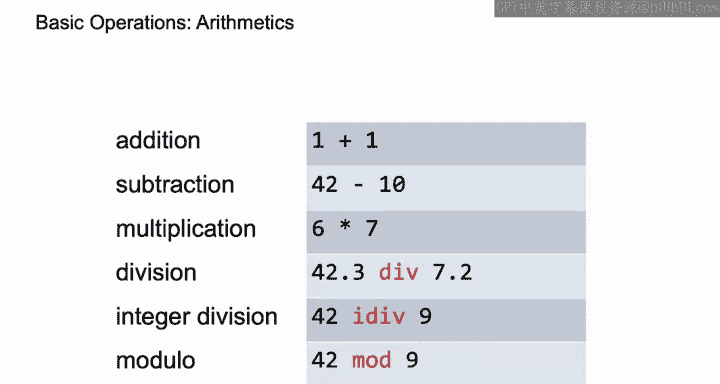 Basic Operations: Arithmetics
addition 1 + 1
subtraction 42 - 10
multiplication 6 * 7
division 42.3 div 7.2
integer division 42 idiv 9
modulo 42 mod 9